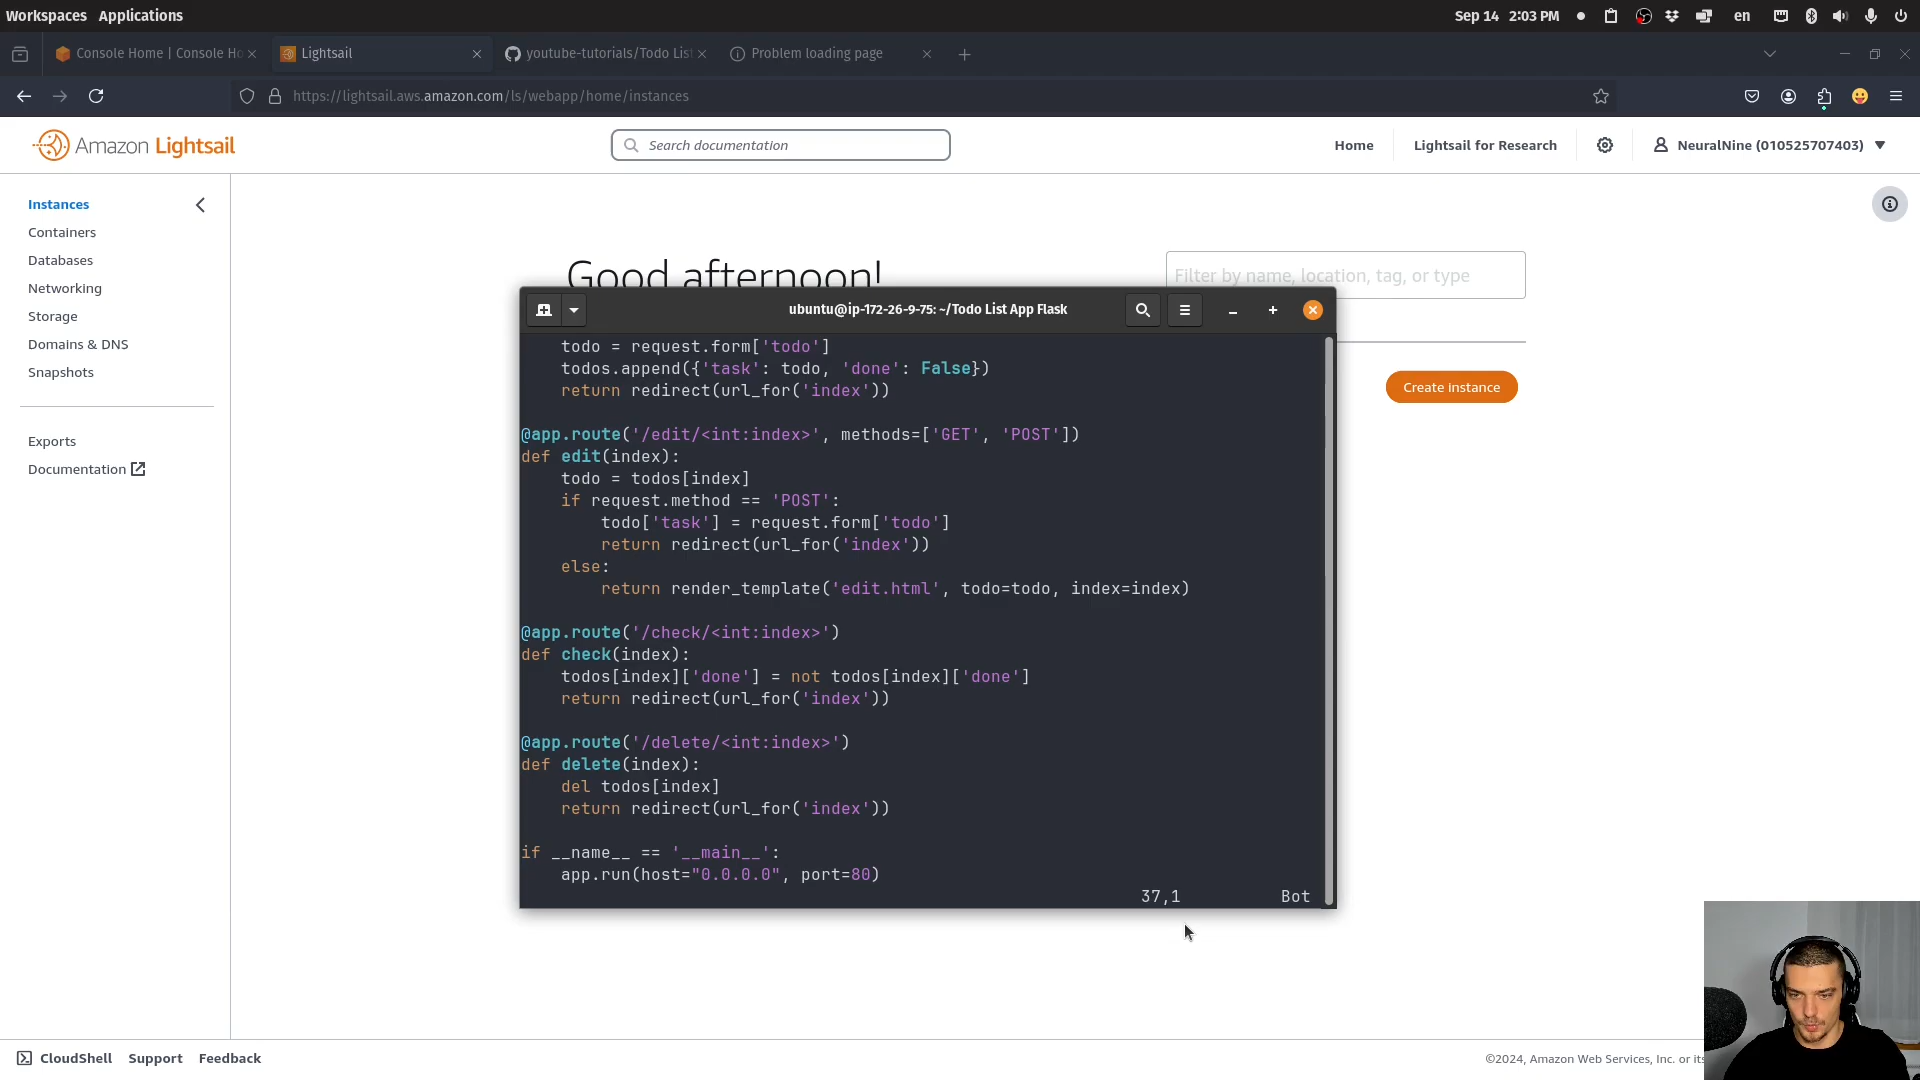 Workspaces Applications
Sep 14 2:03 PM
en
Console Home | Console Ho
Lightsail
youtube-tutorials/Todo List
Problem loading page
https://lightsail.aws.amazon.com/ls/webapp/home/instances
Amazon Lightsail
Search documentation
Home
Lightsail for Research
NeuralNine (010525707403)
Instances
Containers
Databases
Networking
Storage
Domains & DNS
Snapshots
Exports
Documentation
Good afternoon!
Filter by name, location, tag, or type
Create instance
ubuntu@ip-172-26-9-75: ~/Todo List App Flask
todo = request.form['todo']
todos.append({'task': todo, 'done': False})
return redirect(url_for('index'))
@app.route('/edit/<int:index>', methods=['GET', 'POST'])
def edit(index):
todo = todos[index]
if request.method == 'POST':
todo['task'] = request.form['todo']
return redirect(url_for('index'))
else:
return render_template('edit.html', todo=todo, index=index)
@app.route('/check/<int:index>')
def check(index):
todos[index]['done'] = not todos[index]['done']
return redirect(url_for('index'))
@app.route('/delete/<int:index>')
def delete(index):
del todos[index]
return redirect(url_for('index'))
if __name__ == '__main__':
app.run(host="0.0.0.0", port=80)
37,1 Bot
CloudShell Support Feedback
©2024, Amazon Web Services, Inc. or its